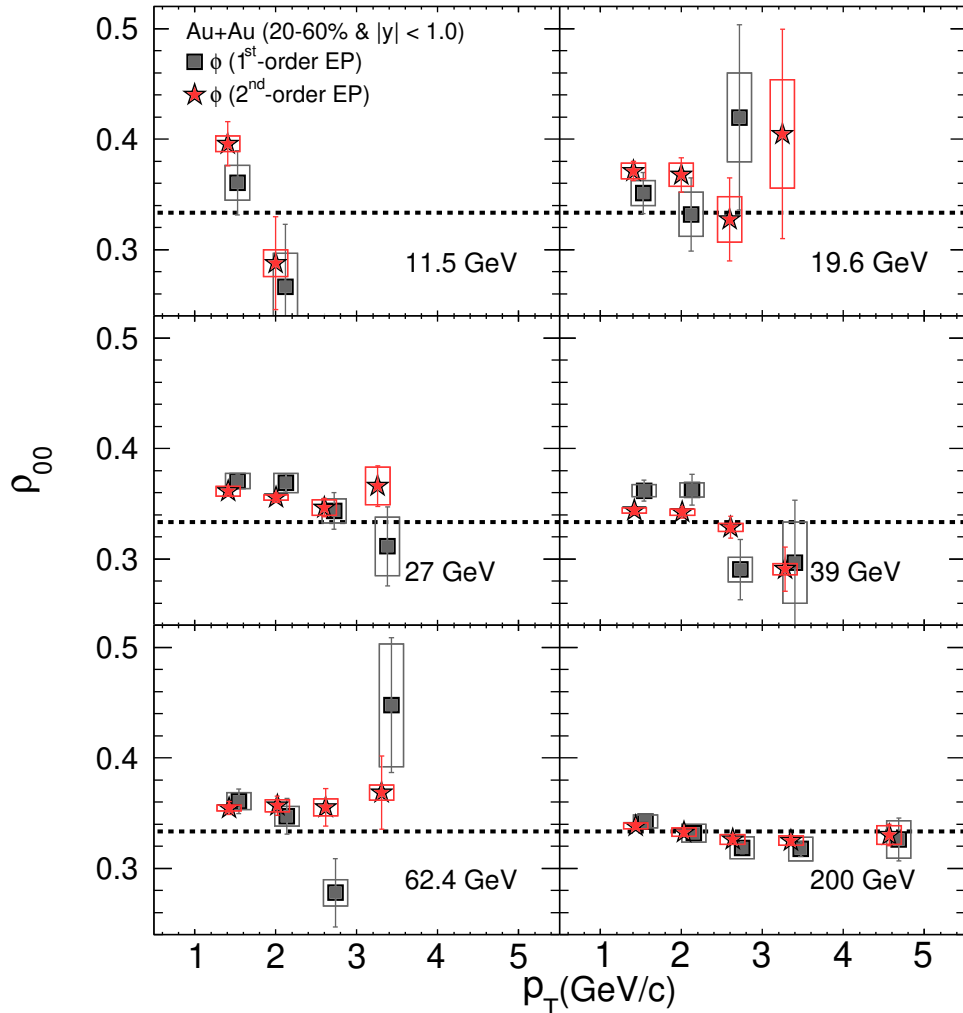 Au+Au (20-60% & |y| < 1.0)
ϕ (1st-order EP)
ϕ (2nd-order EP)
0.5
0.4
0.3
11.5 GeV
19.6 GeV
0.5
0.4
0.3
27 GeV
39 GeV
0.5
0.4
0.3
62.4 GeV
200 GeV
ρ00
1 2 3 4 5 1 2 3 4 5
pT(GeV/c)